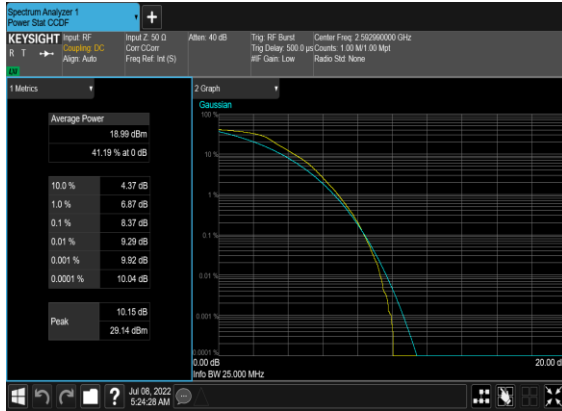 Spectrum Analyzer 1
Power Stat CCDF
KEYSIGHT
R T
LU
Input: RF
Coupling: DC
Align: Auto
Input Z: 50 Ω
Corr CCorr
Freq Ref: Int (S)
Atten: 40 dB
Trig: RF Burst
Trig Delay: 500.0 µs
#IF Gain: Low
Center Freq: 2.592990000 GHz
Counts: 1.00 M/1.00 Mpt
Radio Std: None
1 Metrics
Average Power
18.99 dBm
41.19 % at 0 dB
10.0 % 4.37 dB
1.0 % 6.87 dB
0.1 % 8.37 dB
0.01 % 9.29 dB
0.001 % 9.92 dB
0.0001 % 10.04 dB
Peak
10.15 dB
29.14 dBm
2 Graph
Gaussian
100 %
10 %
1 %
0.1 %
0.01 %
0.001 %
0.0001 %
0.00 dB
20.00 d
Info BW 25.000 MHz
?
Jul 08, 2022
5:24:28 AM